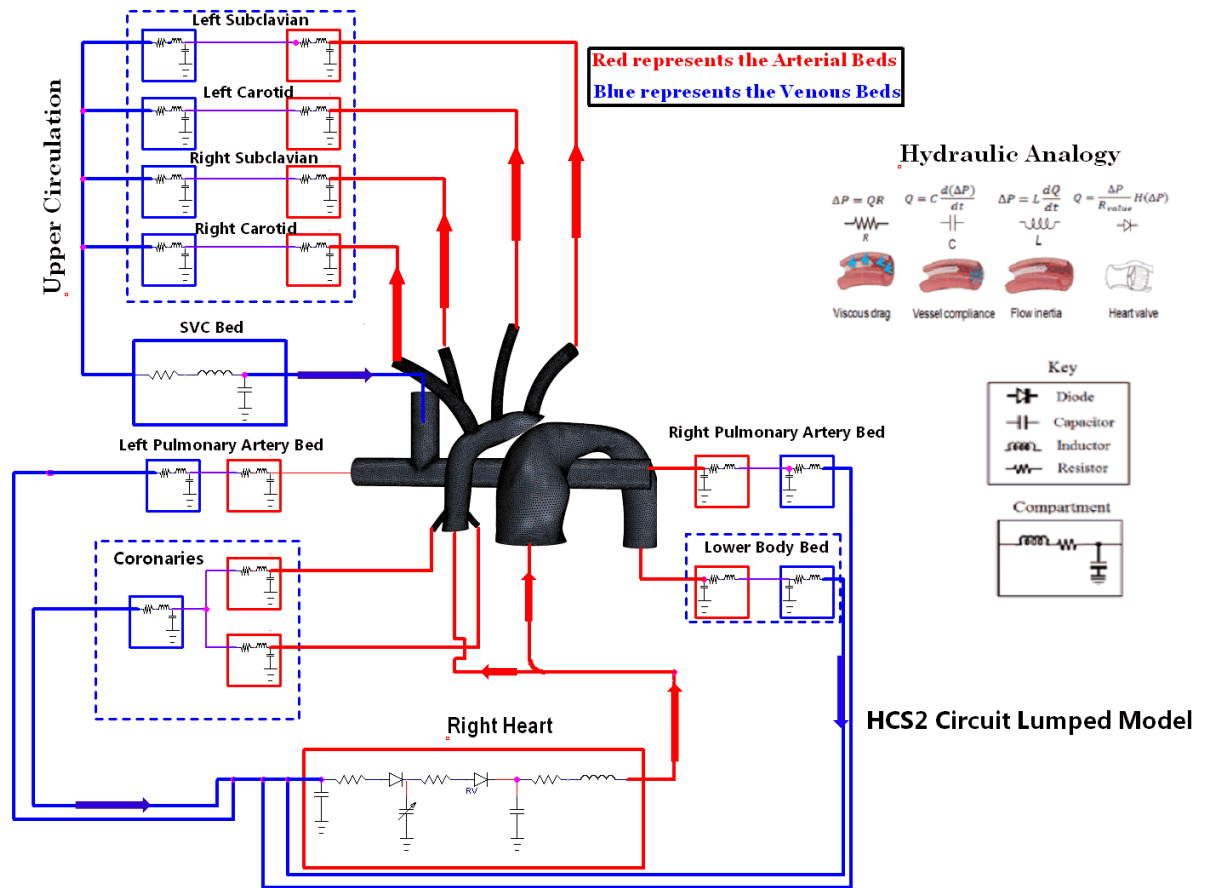 Left Subclavian
Left Carotid
Right Subclavian
Right Carotid
Upper Circulation
SVC Bed
Red represents the Arterial Beds
Blue represents the Venous Beds
Hydraulic Analogy
ΔP = QR
Q = C d(ΔP)/dt
ΔP = L dQ/dt
Q = ΔP/R_value H(ΔP)
R
C
L
Viscous drag
Vessel compliance
Flow inertia
Heart valve
Key
Diode
Capacitor
Inductor
Resistor
Compartment
Left Pulmonary Artery Bed
Right Pulmonary Artery Bed
Coronaries
Lower Body Bed
Right Heart
RV
HCS2 Circuit Lumped Model